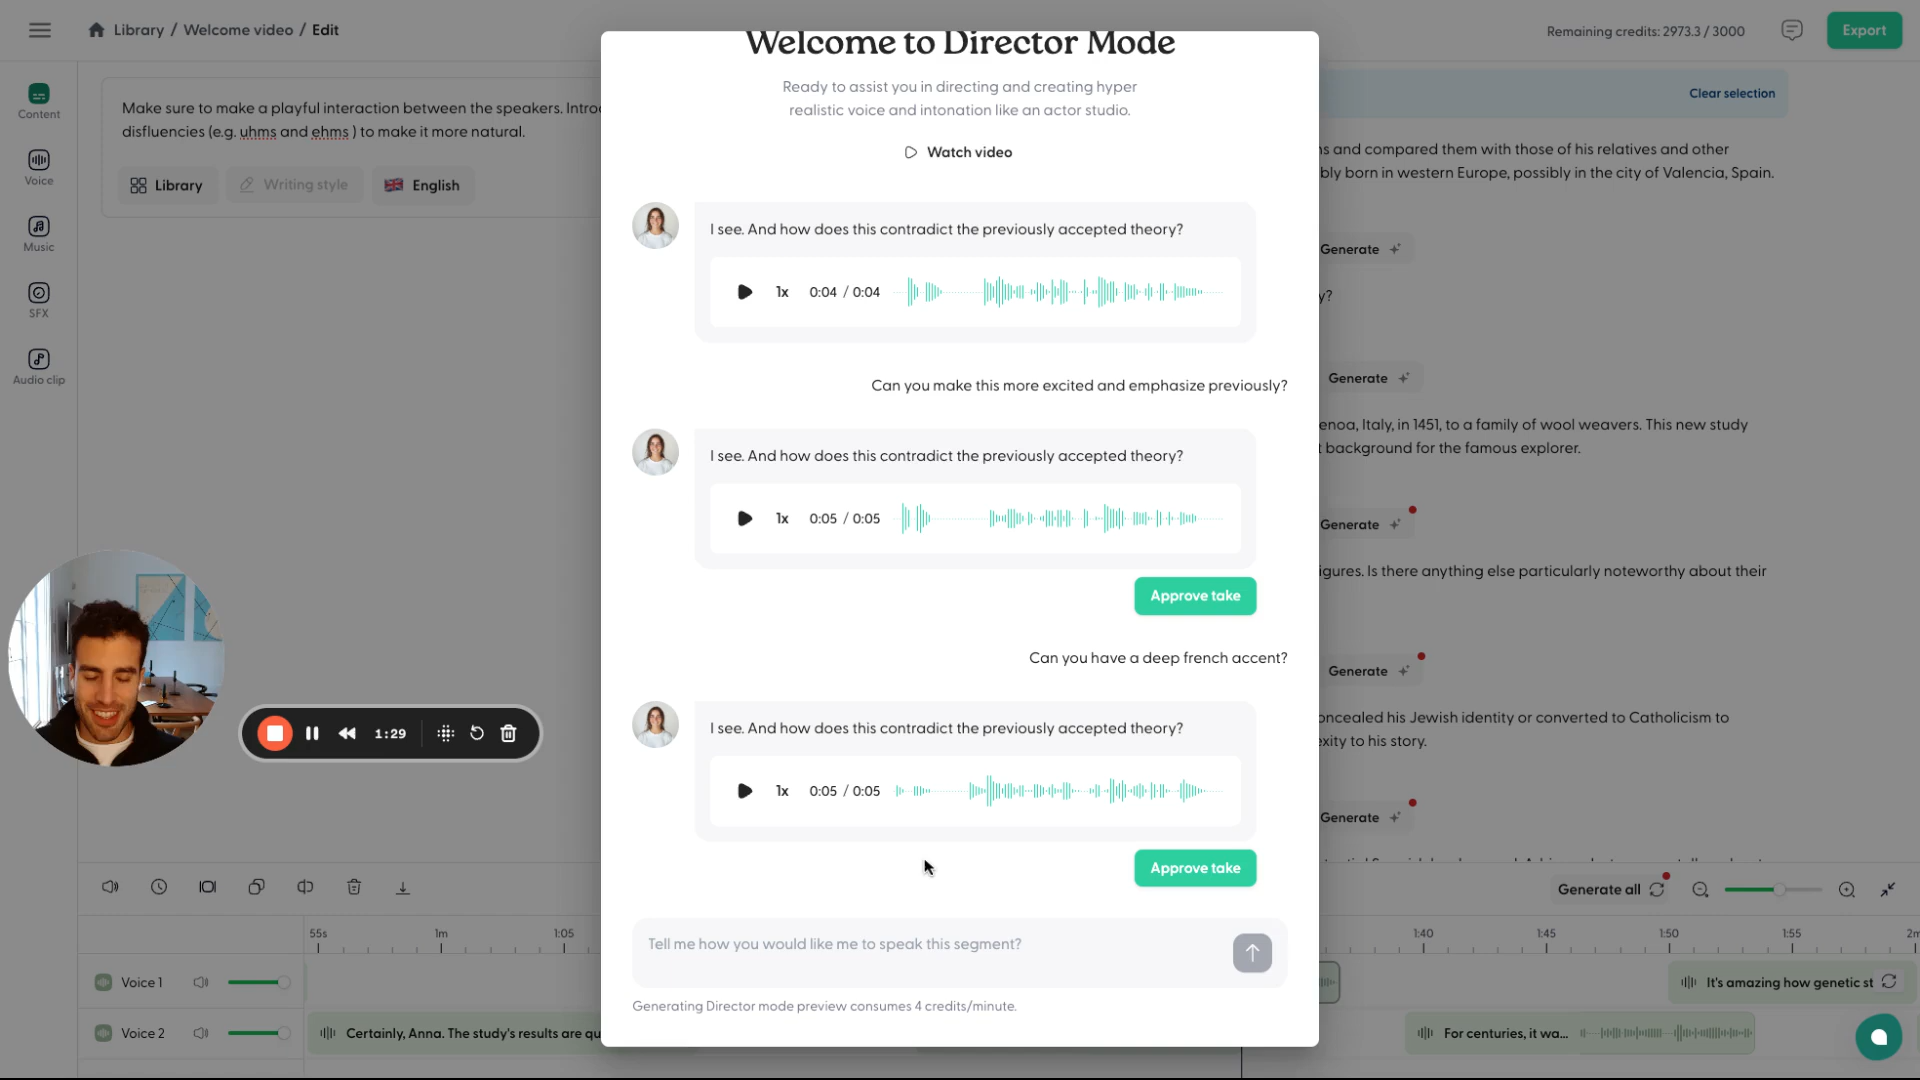 Library / Welcome video / Edit
Remaining credits: 2973.3 / 3000
Export
Content
Voice
Music
SFX
Audio clip
Make sure to make a playful interaction between the speakers.
disfluencies (e.g. uhms and ehms ) to make it more natural.
Library
Writing style
English
Welcome to Director Mode
Ready to assist you in directing and creating hyper
realistic voice and intonation like an actor studio.
Watch video
I see. And how does this contradict the previously accepted theory?
1x 0:04 / 0:04
Can you make this more excited and emphasize previously?
I see. And how does this contradict the previously accepted theory?
1x 0:05 / 0:05
Approve take
Can you have a deep french accent?
I see. And how does this contradict the previously accepted theory?
1x 0:05 / 0:05
Approve take
Tell me how you would like me to speak this segment?
Generating Director mode preview consumes 4 credits/minute.
Clear selection
and compared them with those of his relatives and other
born in western Europe, possibly in the city of Valencia, Spain.
Generate
y?
Generate
Italy, in 1451, to a family of wool weavers. This new study
background for the famous explorer.
Generate
Is there anything else particularly noteworthy about their
Generate
his Jewish identity or converted to Catholicism to
to his story.
Generate
1:29
Generate all
55s 1m 1:05 1:40 1:45 1:50 1:55
Voice 1
It's amazing how genetic st
Voice 2
Certainly, Anna. The study's results are qu
For centuries, it wa...